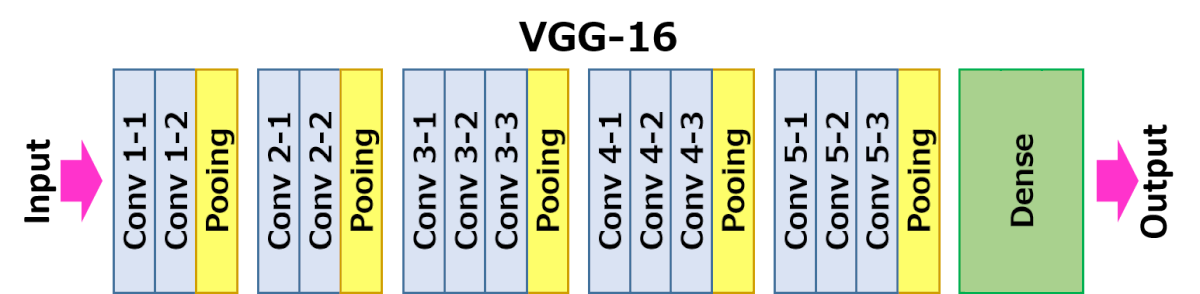 VGG-16
Input
Conv 1-1
Conv 1-2
Pooing
Conv 2-1
Conv 2-2
Pooing
Conv 3-1
Conv 3-2
Conv 3-3
Pooing
Conv 4-1
Conv 4-2
Conv 4-3
Pooing
Conv 5-1
Conv 5-2
Conv 5-3
Pooing
Dense
Output